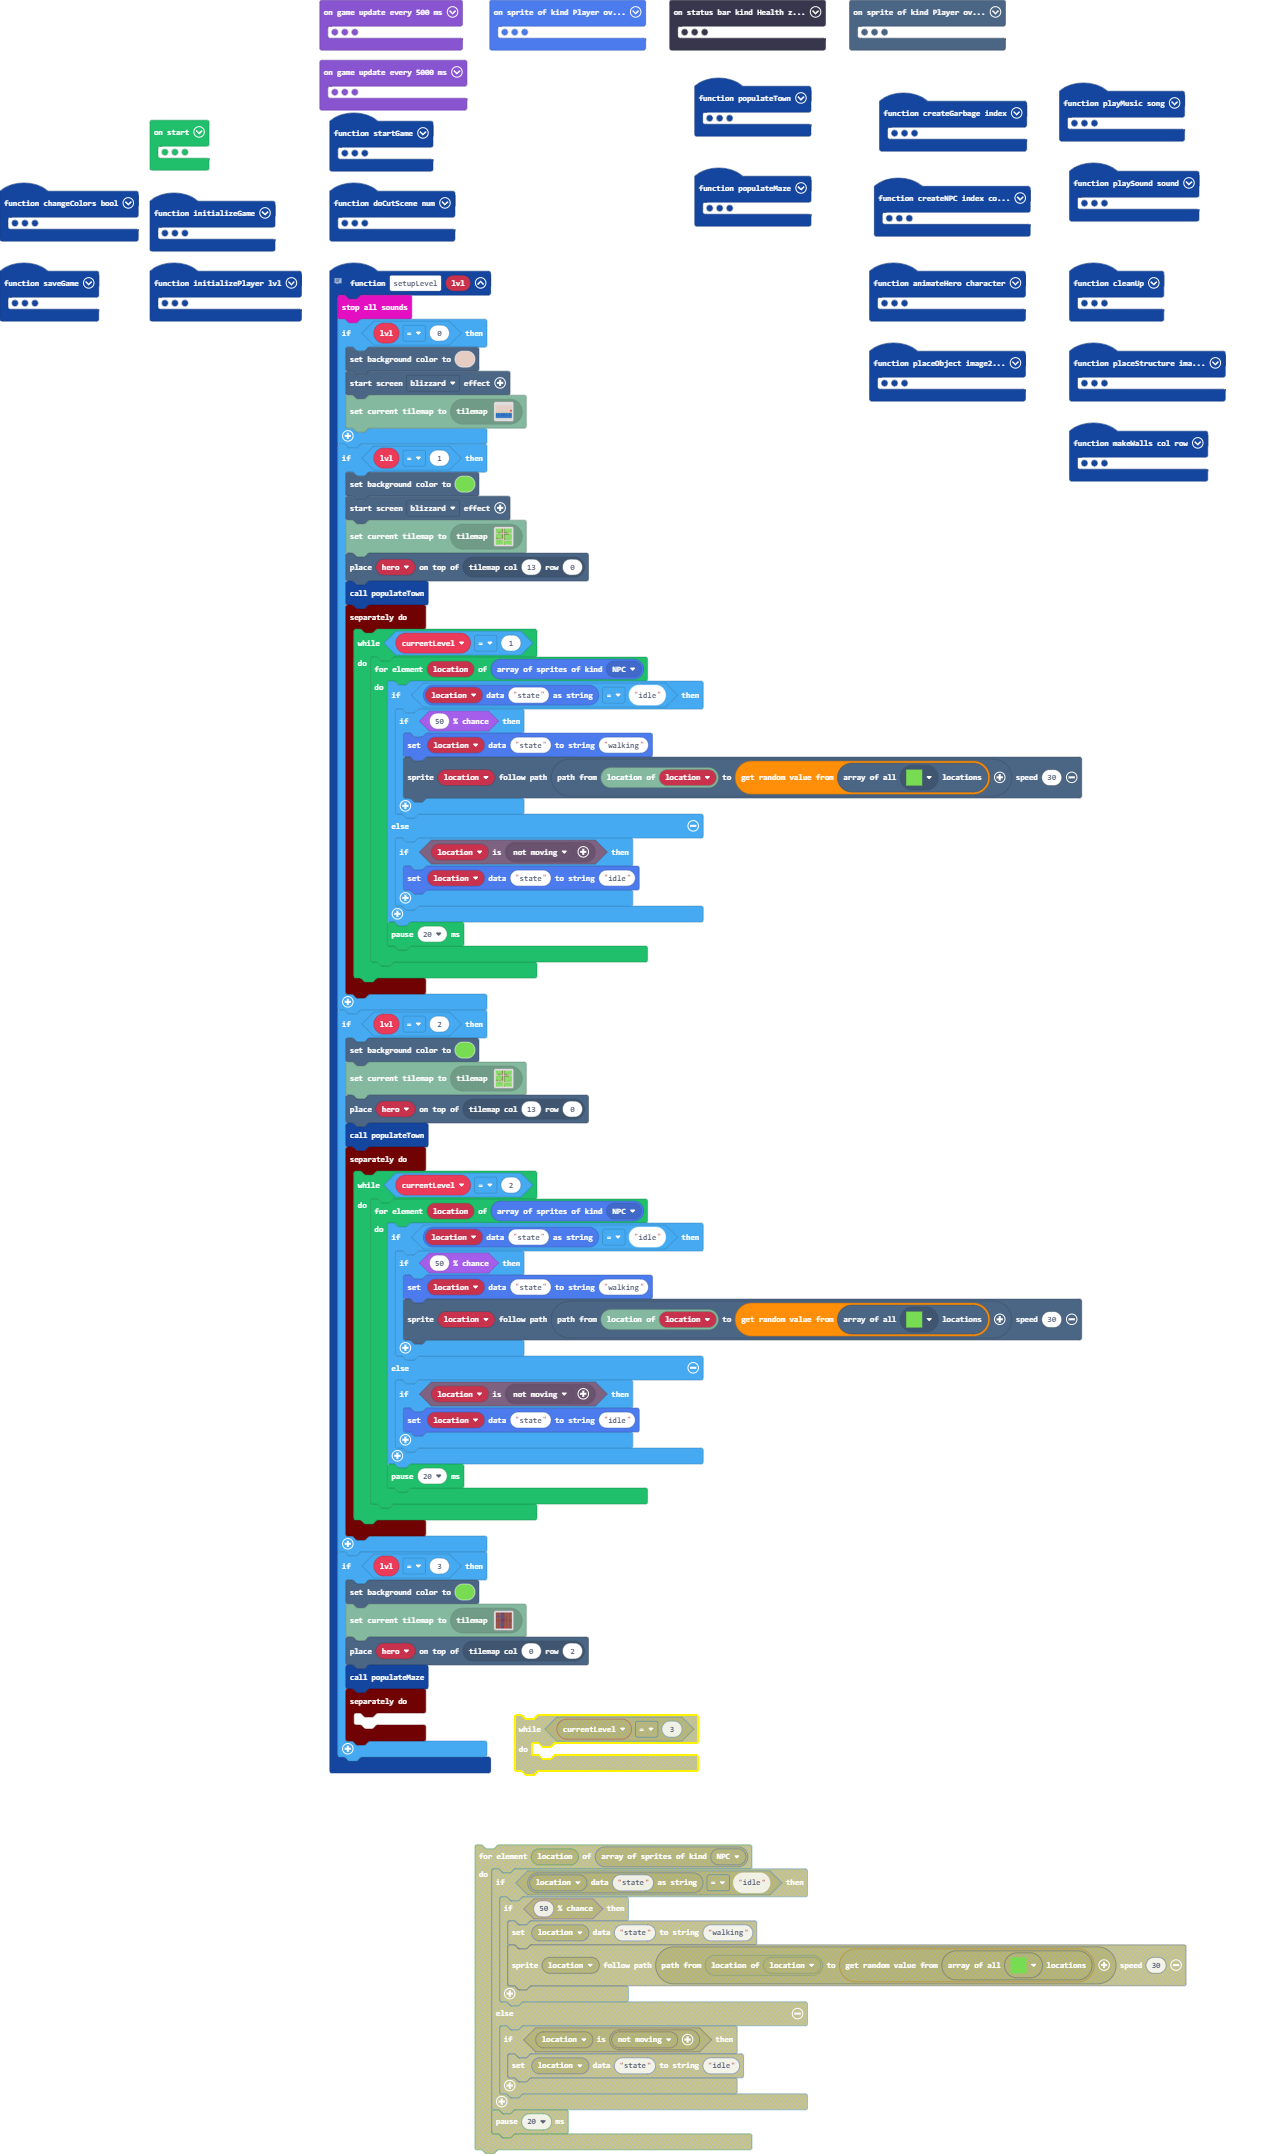 on game update every 500 ms
on sprite of kind Player ov...
on status bar kind Health z...
on sprite of kind Player ov...
on game update every 5000 ms
function populateTown
function createGarbage index
function playMusic song
on start
function startGame
function populateMaze
function createNPC index co...
function playSound sound
function changeColors bool
function initializeGame
function doCutScene num
function saveGame
function initializePlayer lvl
function animateHero character
function cleanUp
function placeObject image2...
function placeStructure ima...
function makeWalls col row
function setupLevel lvl
stop all sounds
if lvl = 0 then
set background color to
start screen blizzard effect
set current tilemap to tilemap
if lvl = 1 then
set background color to
start screen blizzard effect
set current tilemap to tilemap
place hero on top of tilemap col 13 row 0
call populateTown
separately do
while currentLevel = 1
do for element location of array of sprites of kind NPC
do if location data "state" as string = "idle" then
if 50 % chance then
set location data "state" to string "walking"
sprite location follow path path from location of location to get random value from array of all locations speed 30
else
if location is not moving then
set location data "state" to string "idle"
pause 20 ms
if lvl = 2 then
set background color to
set current tilemap to tilemap
place hero on top of tilemap col 13 row 0
call populateTown
separately do
while currentLevel = 2
do for element location of array of sprites of kind NPC
do if location data "state" as string = "idle" then
if 50 % chance then
set location data "state" to string "walking"
sprite location follow path path from location of location to get random value from array of all locations speed 30
else
if location is not moving then
set location data "state" to string "idle"
pause 20 ms
if lvl = 3 then
set background color to
set current tilemap to tilemap
place hero on top of tilemap col 0 row 2
call populateMaze
separately do
while currentLevel = 3
do
for element location of array of sprites of kind NPC
do if location data "state" as string = "idle" then
if 50 % chance then
set location data "state" to string "walking"
sprite location follow path path from location of location to get random value from array of all locations speed 30
else
if location is not moving then
set location data "state" to string "idle"
pause 20 ms